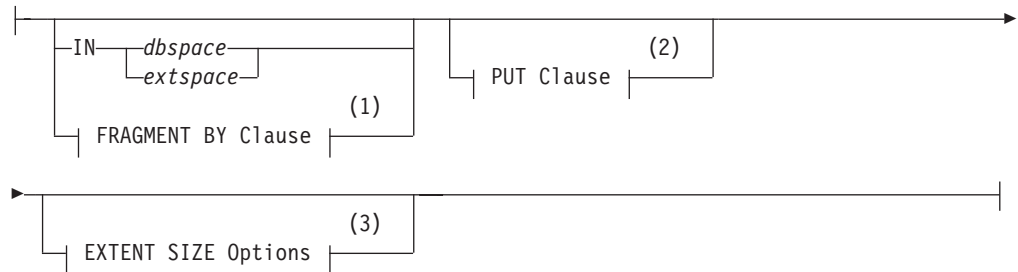 IN dbspace
extspace
(2)
PUT Clause
(1)
FRAGMENT BY Clause
(3)
EXTENT SIZE Options